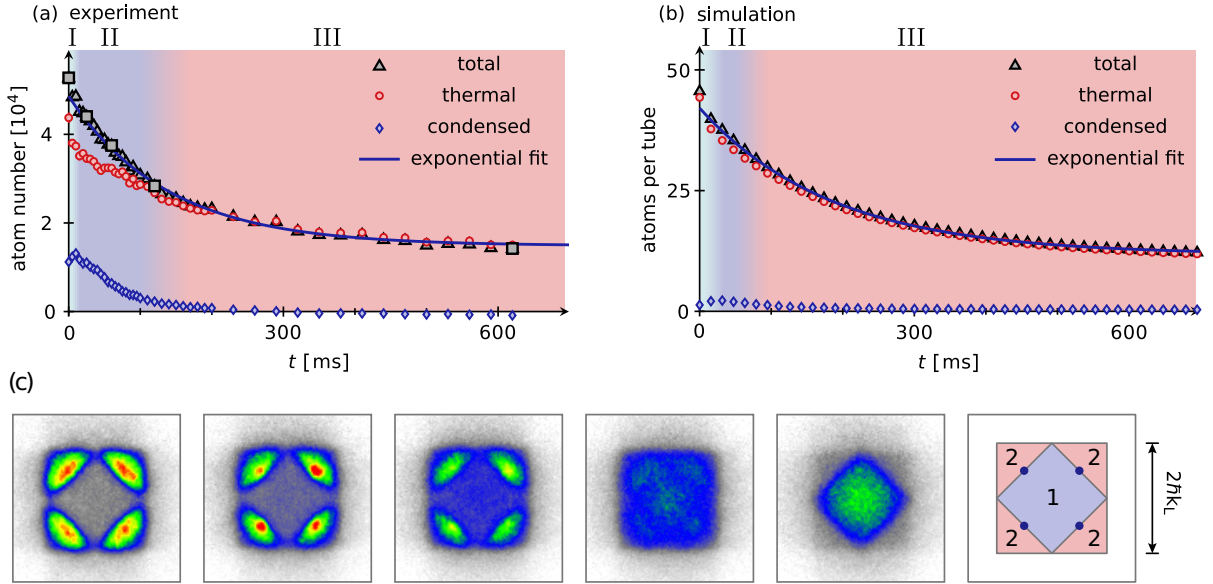 (a) experiment
I II III
total
thermal
condensed
exponential fit
atom number [10⁴]
4
2
0
0 300 600
t [ms]
(b) simulation
I II III
total
thermal
condensed
exponential fit
atoms per tube
50
25
0
0 300 600
t [ms]
(c)
2 2
1
2 2
2ħk_L